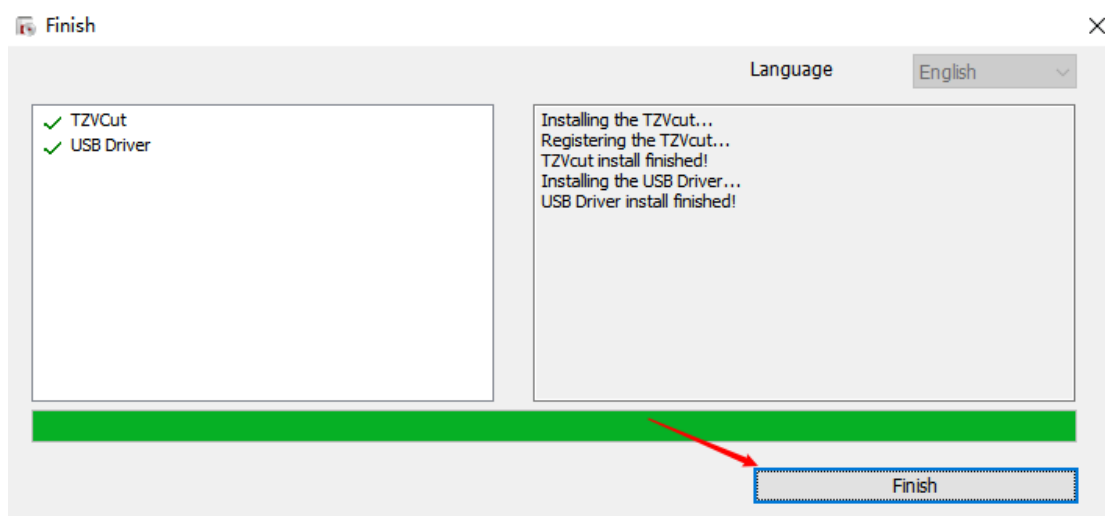 Finish
Language
English
TZVCut
USB Driver
Installing the TZVcut...
Registering the TZVcut...
TZVcut install finished!
Installing the USB Driver...
USB Driver install finished!
Finish